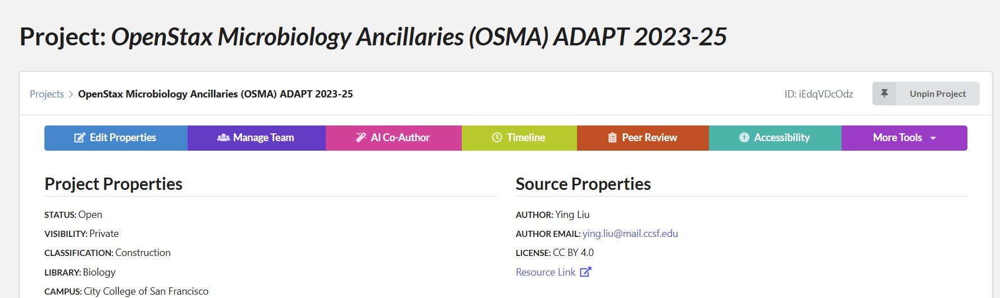 Project: OpenStax Microbiology Ancillaries (OSMA) ADAPT 2023-25
Projects > OpenStax Microbiology Ancillaries (OSMA) ADAPT 2023-25
ID: iEdqVDcOdz
Unpin Project
Edit Properties
Manage Team
AI Co-Author
Timeline
Peer Review
Accessibility
More Tools
Project Properties
STATUS: Open
VISIBILITY: Private
CLASSIFICATION: Construction
LIBRARY: Biology
CAMPUS: City College of San Francisco
Source Properties
AUTHOR: Ying Liu
AUTHOR EMAIL: ying.liu@mail.ccsf.edu
LICENSE: CC BY 4.0
Resource Link